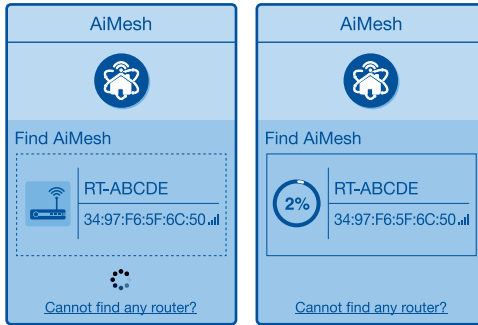 AiMesh
Find AiMesh
RT-ABCDE
34:97:F6:5F:6C:50
Cannot find any router?
AiMesh
Find AiMesh
2%
RT-ABCDE
34:97:F6:5F:6C:50
Cannot find any router?